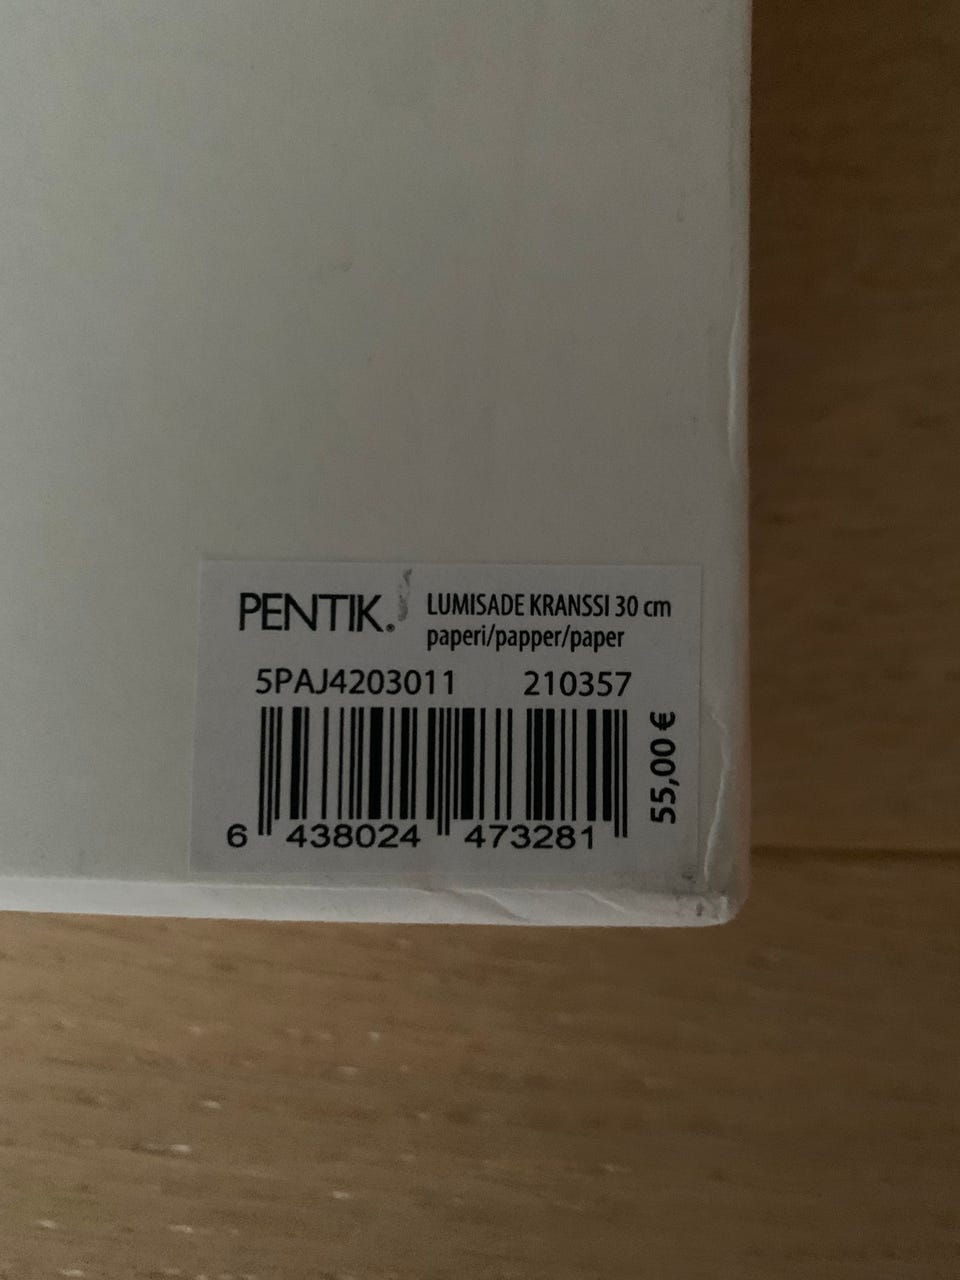 PENTIK.®
LUMISADE KRANSSI 30 cm
paperi/papper/paper
5PAJ4203011 210357
55,00 €
6 438024 473281